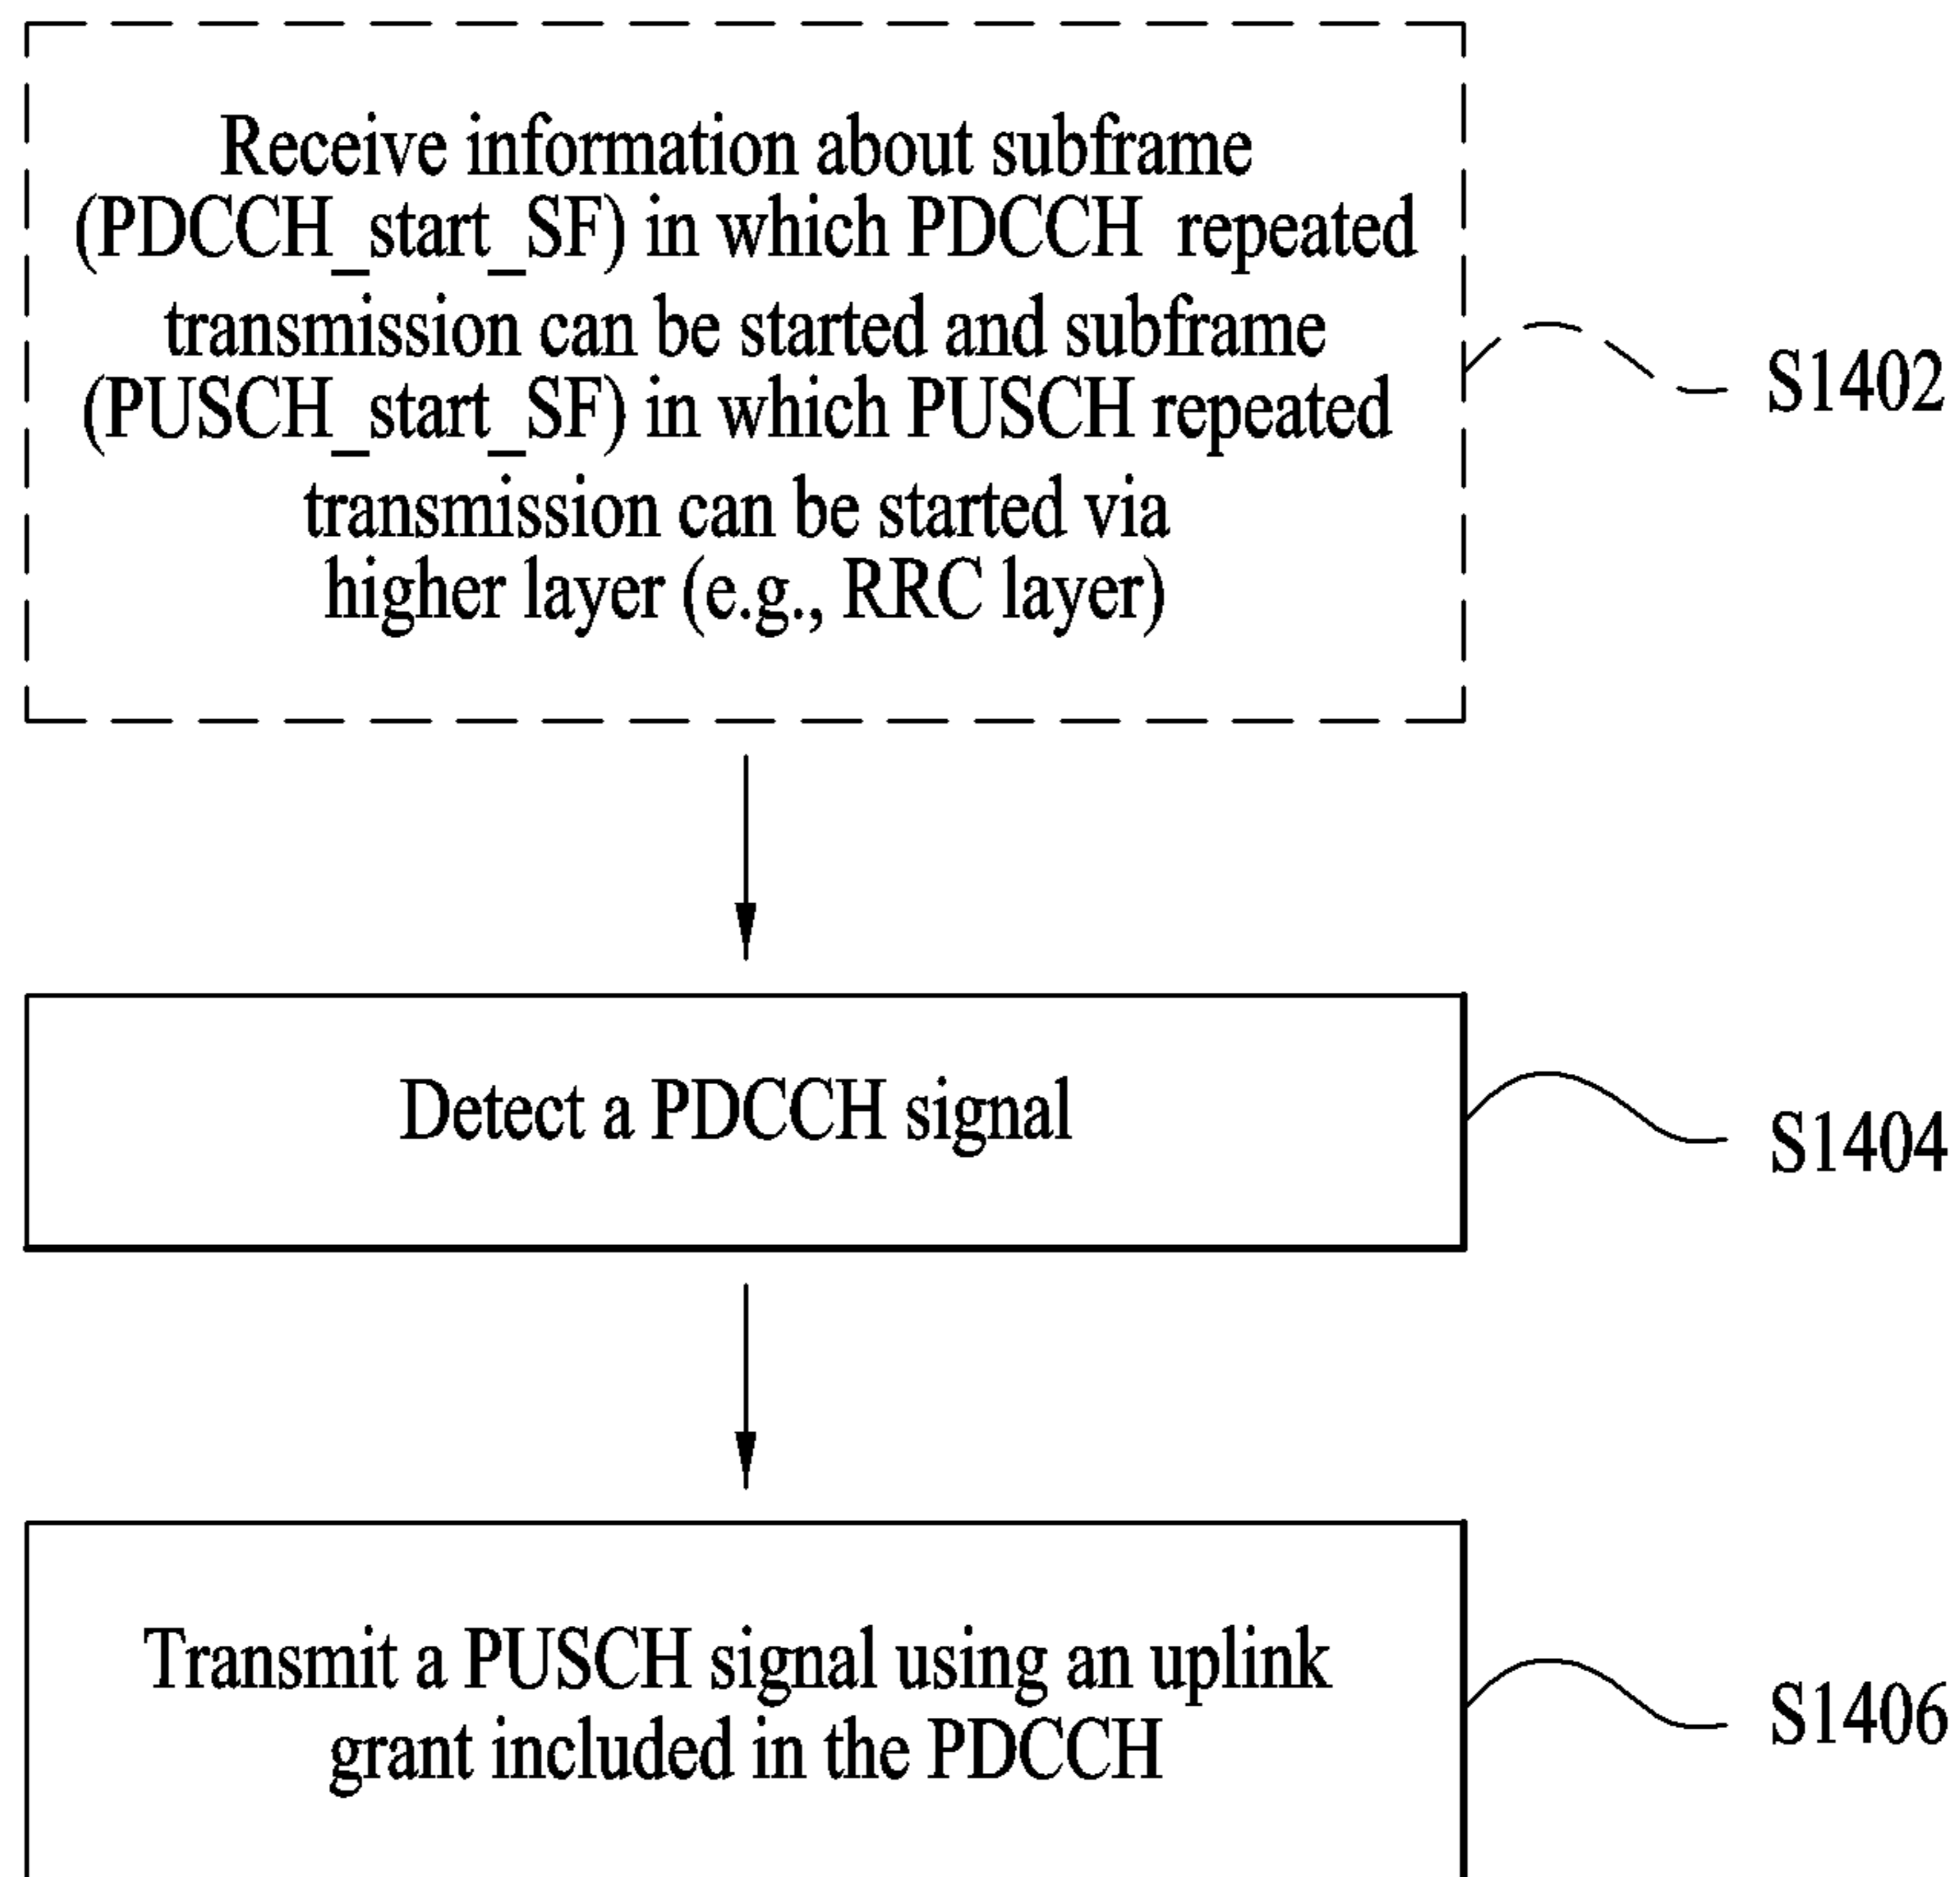 Receive information about subframe
(PDCCH_start_SF) in which PDCCH repeated
transmission can be started and subframe
(PUSCH_start_SF) in which PUSCH repeated
transmission can be started via
higher layer (e.g., RRC layer)
S1402
Detect a PDCCH signal
S1404
Transmit a PUSCH signal using an uplink
grant included in the PDCCH
S1406